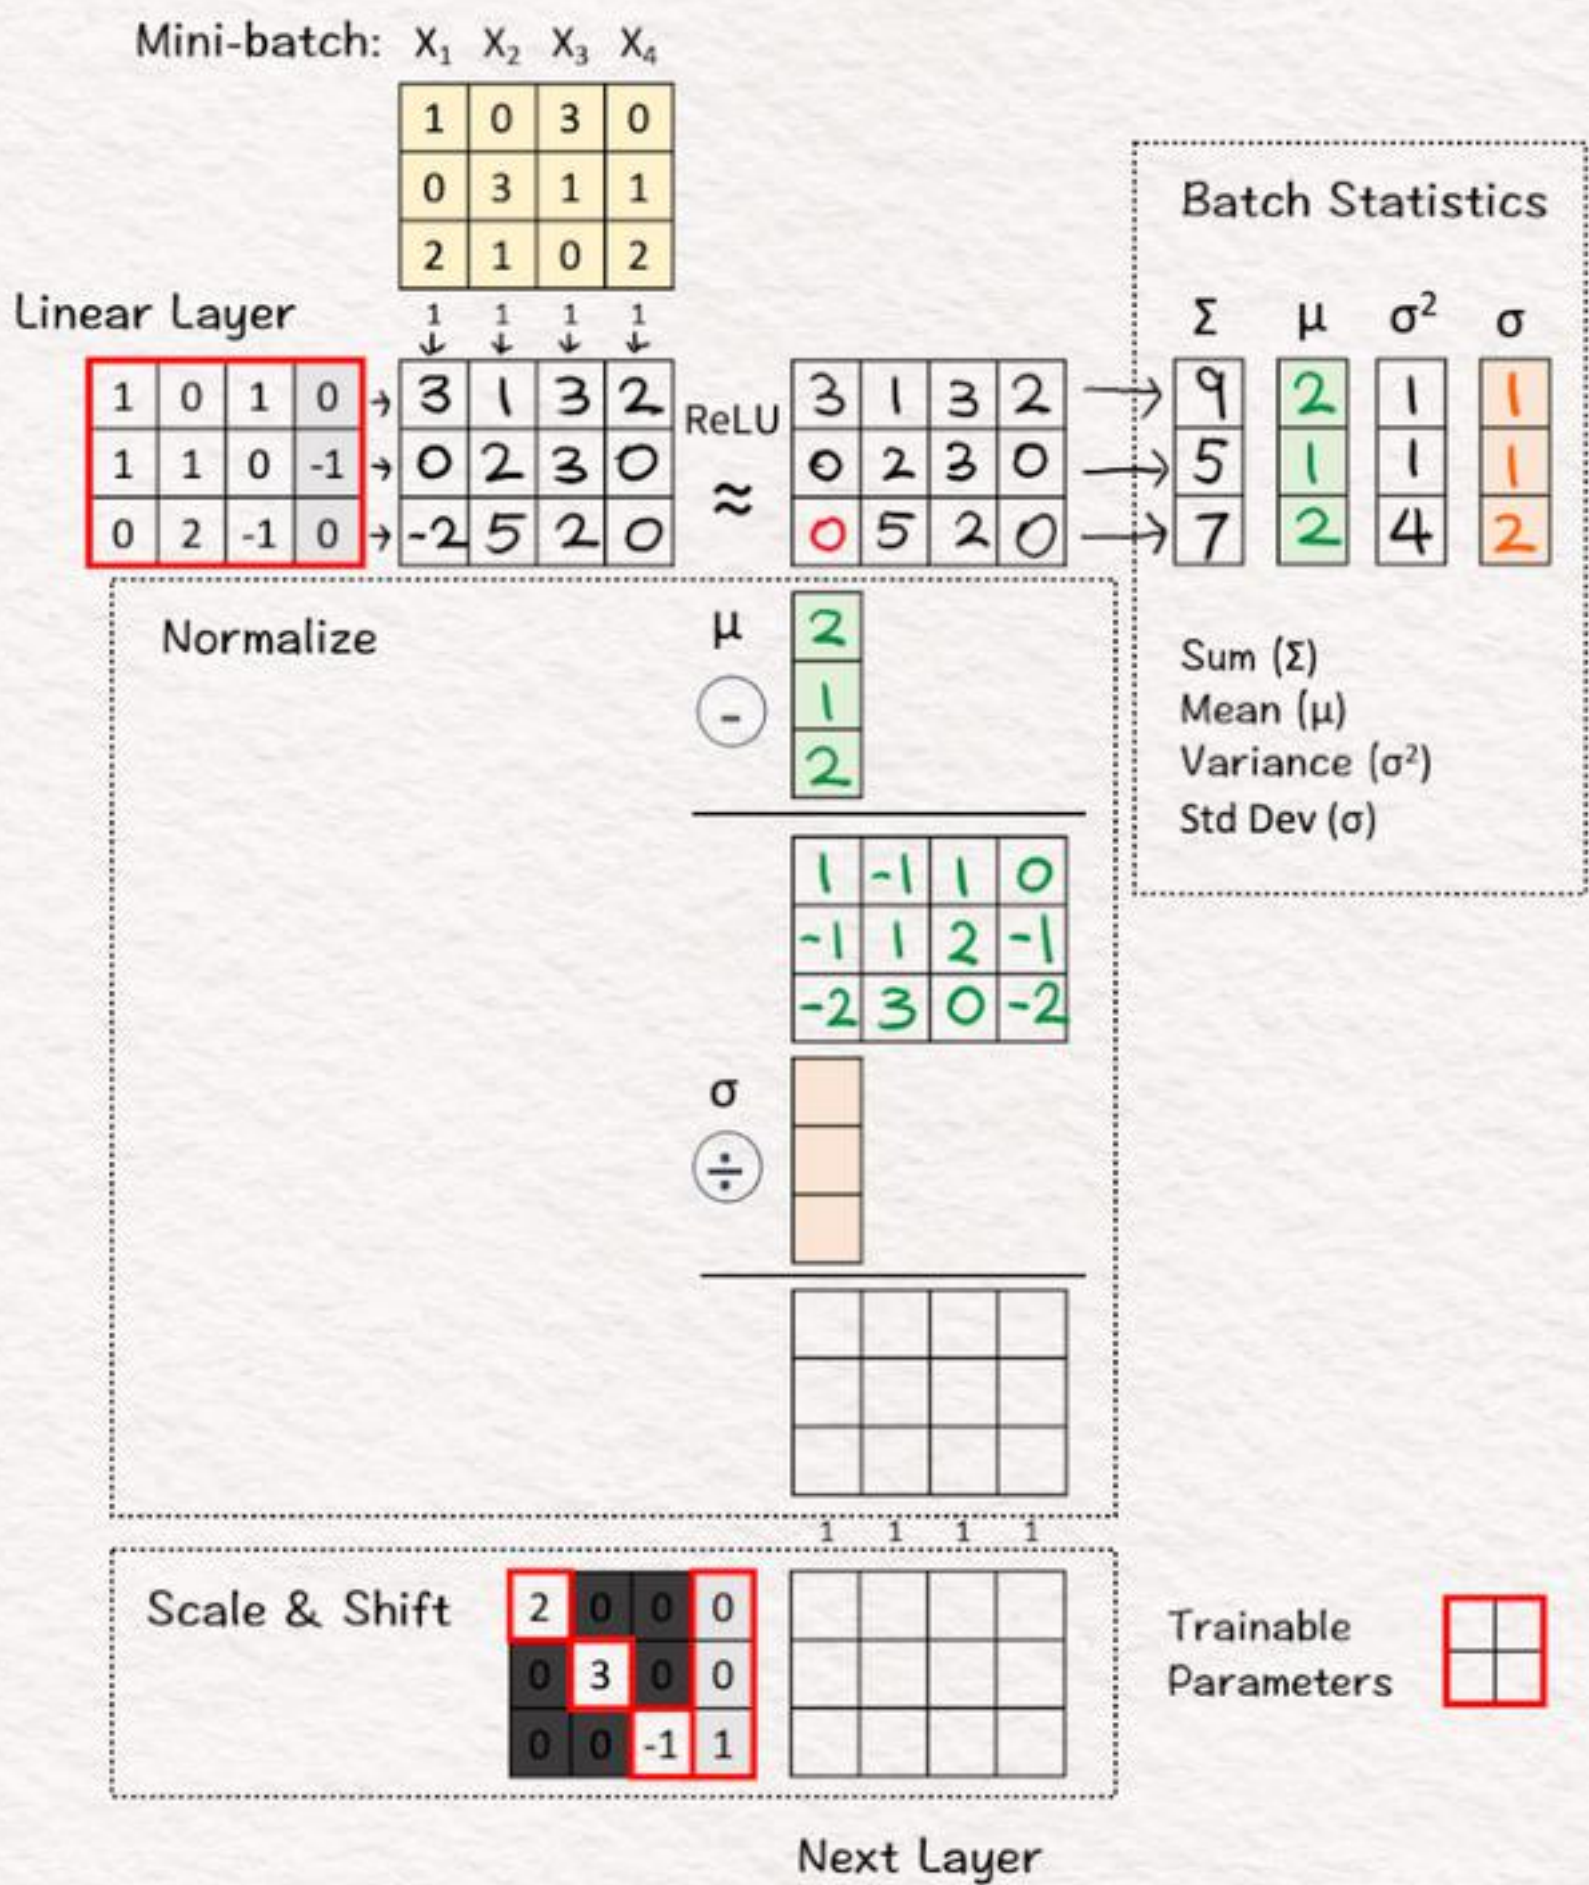 Mini-batch: X₁ X₂ X₃ X₄
1 0 3 0
0 3 1 1
2 1 0 2
Linear Layer
1 1 1 1
1 0 1 0
1 1 0 -1
0 2 -1 0
3 1 3 2
0 2 3 0
-2 5 2 0
ReLU
≈
3 1 3 2
0 2 3 0
0 5 2 0
Batch Statistics
Σ μ σ² σ
9 2 1 1
5 1 1 1
7 2 4 2
Sum (Σ)
Mean (μ)
Variance (σ²)
Std Dev (σ)
Normalize
μ
-
2
1
2
1 -1 1 0
-1 1 2 -1
-2 3 0 -2
σ
÷
1 1 1 1
Scale & Shift
2 0 0 0
0 3 0 0
0 0 -1 1
Trainable
Parameters
Next Layer